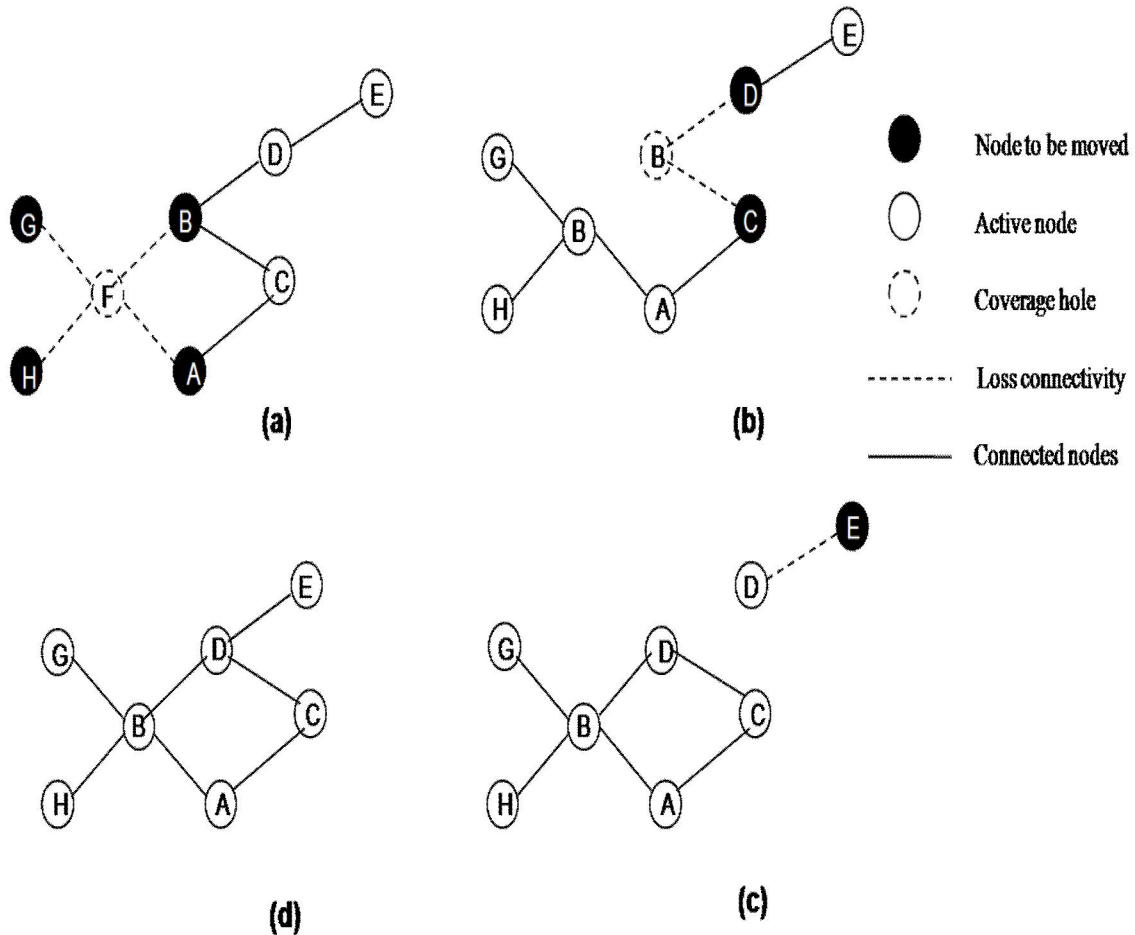 E
D
G
B
F
C
H
A
(a)
E
D
G
B
B
C
H
A
(b)
Node to be moved
Active node
Coverage hole
Loss connectivity
Connected nodes
E
D
G
B
C
H
A
(d)
E
D
G
D
B
C
H
A
(c)